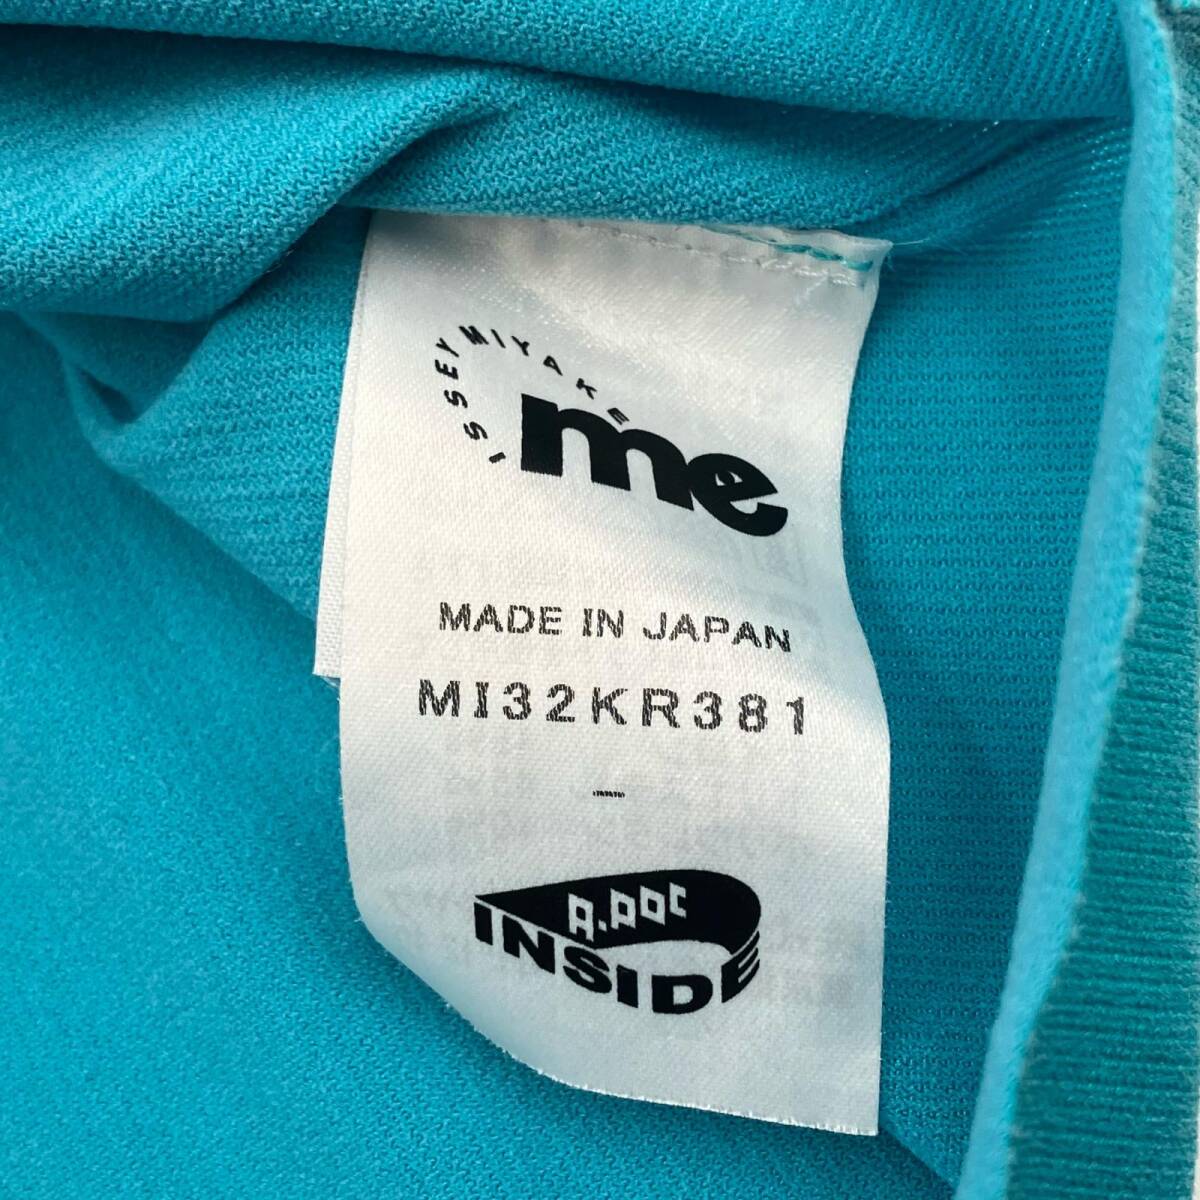 ISSEY MIYAKE
me
MADE IN JAPAN
MI32KR381
-
A.POC
INSIDE